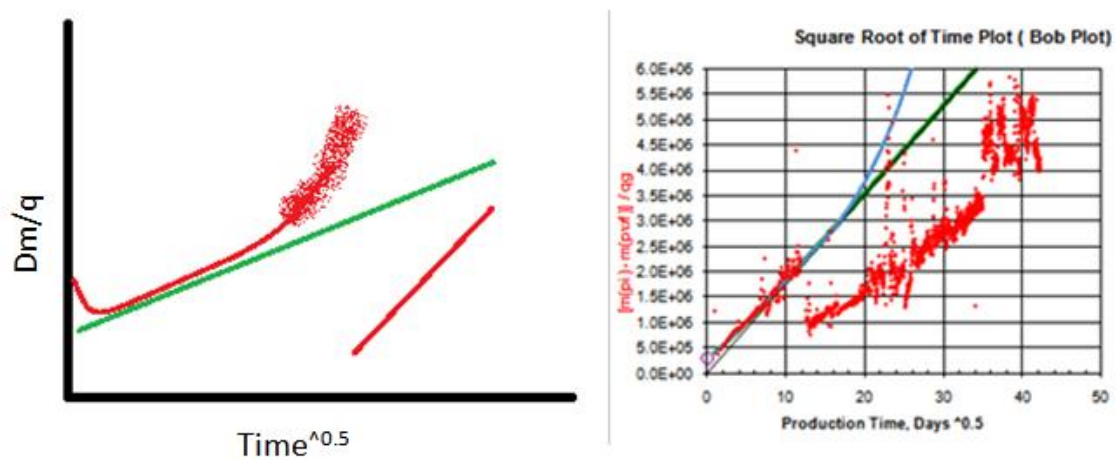 Dm/q
Time^0.5
Square Root of Time Plot ( Bob Plot)
[m(pi) - m(pwf)] / qg
6.0E+06
5.5E+06
5.0E+06
4.5E+06
4.0E+06
3.5E+06
3.0E+06
2.5E+06
2.0E+06
1.5E+06
1.0E+06
5.0E+05
0.0E+00
0 10 20 30 40 50
Production Time, Days ^0.5